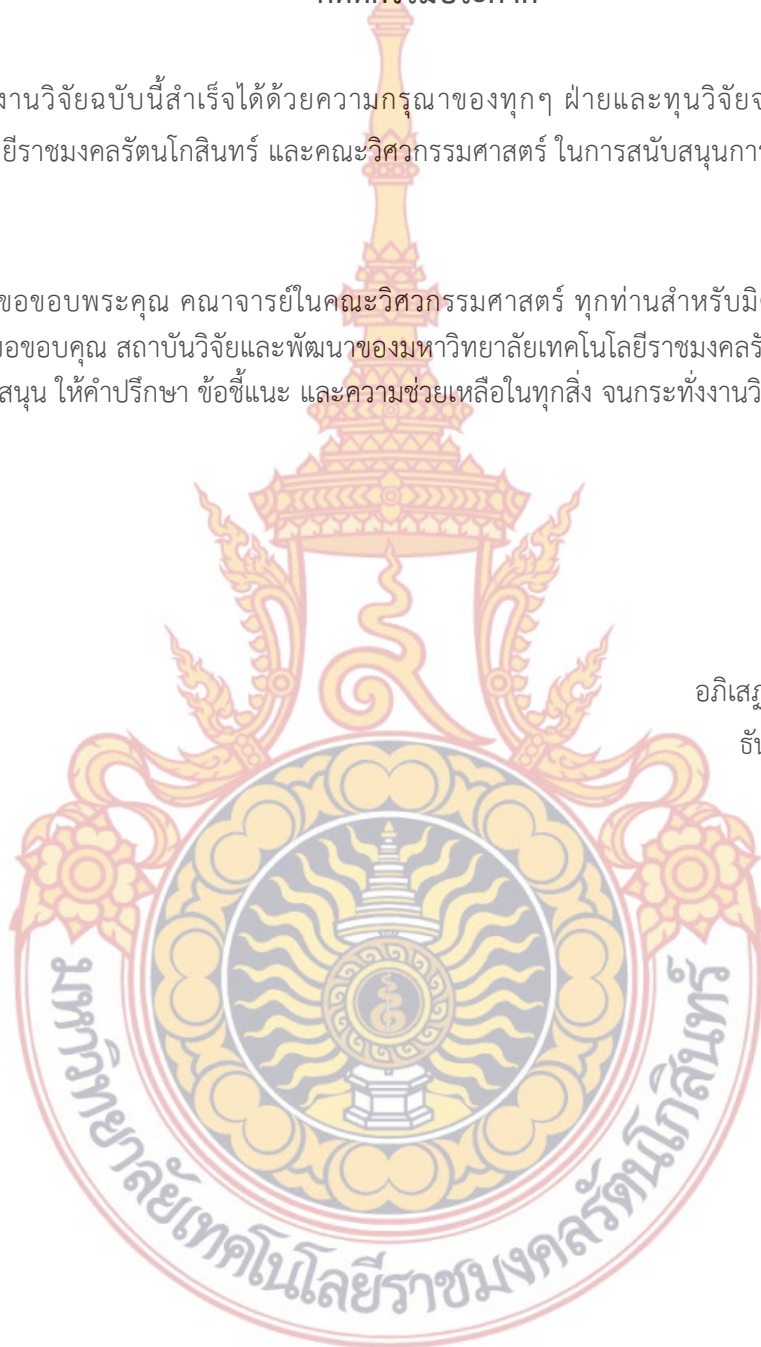 งานวิจัยฉบับนี้สำเร็จได้ด้วยความกรุณาของทุกๆ ฝ่ายและทุนวิจัยจ
ยีราชมงคลรัตนโกสินทร์ และคณะวิศวกรรมศาสตร์ ในการสนับสนุนการ
ขอขอบพระคุณ คณาจารย์ในคณะวิศวกรรมศาสตร์ ทุกท่านสำหรับมิ
ขอขอบคุณ สถาบันวิจัยและพัฒนาของมหาวิทยาลัยเทคโนโลยีราชมงคลรั
สนุน ให้คำปรึกษา ข้อชี้แนะ และความช่วยเหลือในทุกสิ่ง จนกระทั่งงานวิ
อภิเสฏ
ธัน
มหาวิทยาลัยเทคโนโลยีราชมงคลรัตนโกสินทร์